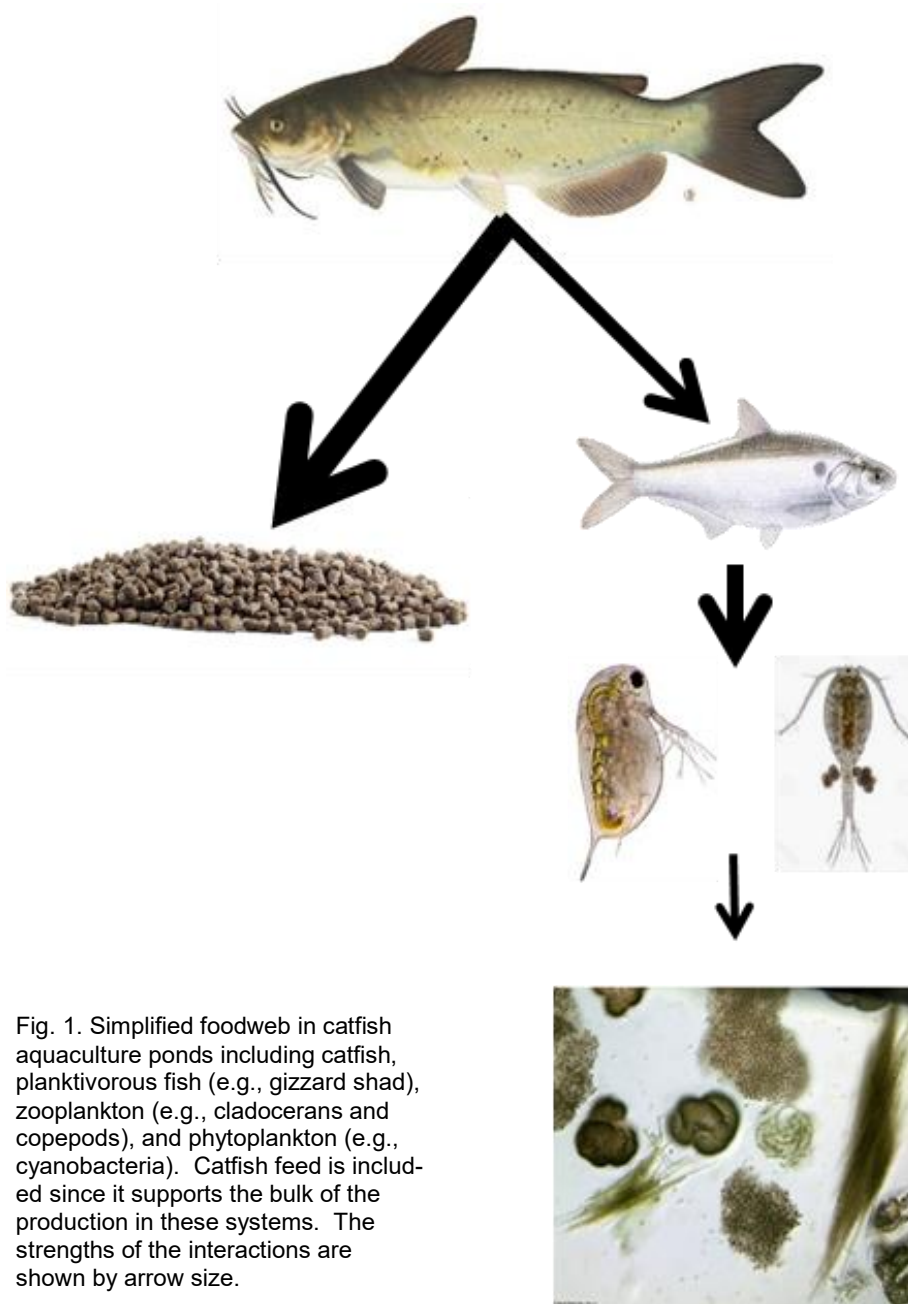 Fig. 1. Simplified foodweb in catfish
aquaculture ponds including catfish,
planktivorous fish (e.g., gizzard shad),
zooplankton (e.g., cladocerans and
copepods), and phytoplankton (e.g.,
cyanobacteria).  Catfish feed is includ-
ed since it supports the bulk of the
production in these systems.  The
strengths of the interactions are
shown by arrow size.